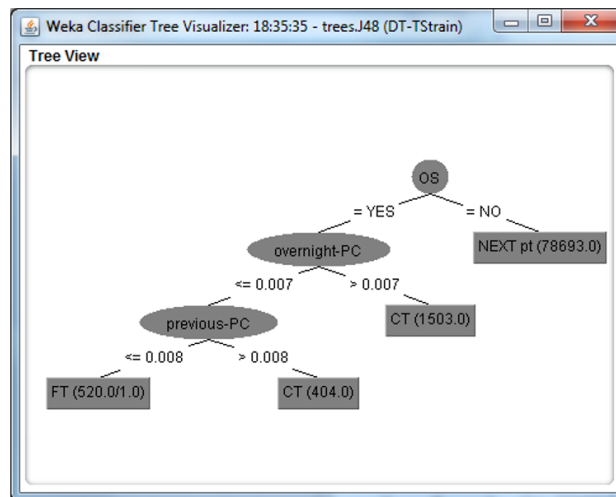 Weka Classifier Tree Visualizer: 18:35:35 - trees.J48 (DT-TStrain)
Tree View
OS
= YES
= NO
overnight-PC
NEXT pt (78693.0)
<= 0.007
> 0.007
previous-PC
CT (1503.0)
<= 0.008
> 0.008
FT (520.0/1.0)
CT (404.0)